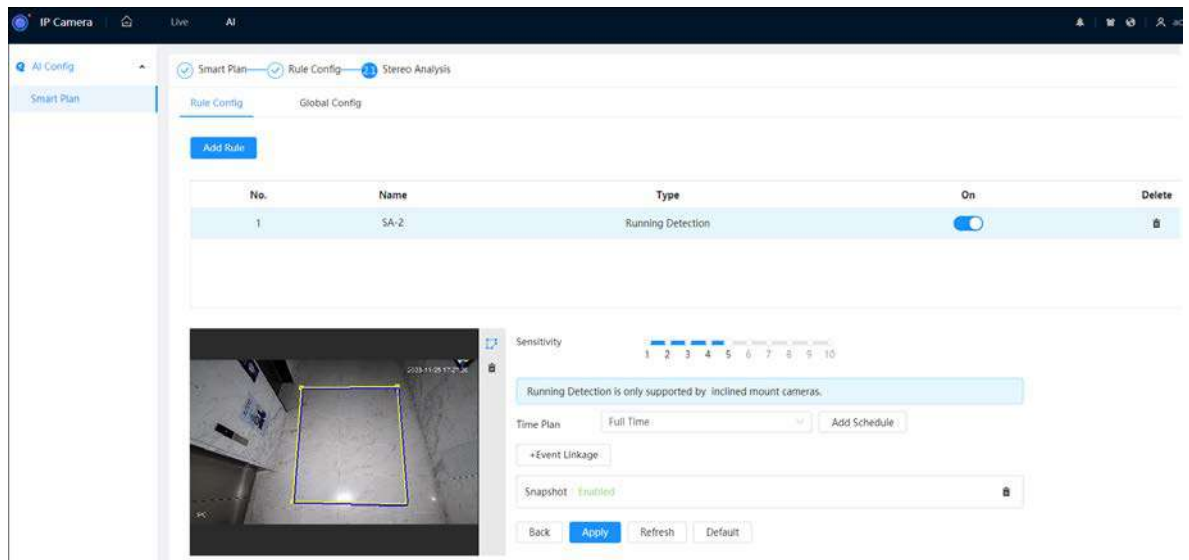 IP Camera Live AI
AI Config
Smart Plan
Smart Plan Rule Config 2.1 Stereo Analysis
Rule Config Global Config
Add Rule
No. Name Type On Delete
1 SA-2 Running Detection
Sensitivity
1 2 3 4 5 6 7 8 9 10
Running Detection is only supported by inclined mount cameras.
Time Plan Full Time Add Schedule
+Event Linkage
Snapshot Enabled
Back Apply Refresh Default